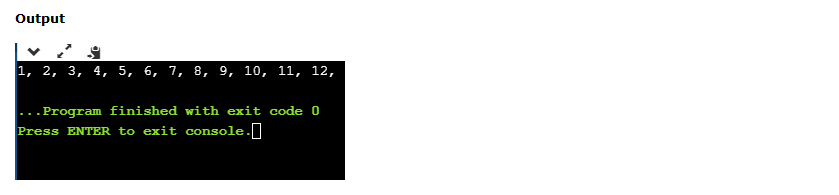 Output
1, 2, 3, 4, 5, 6, 7, 8, 9, 10, 11, 12,
...Program finished with exit code 0
Press ENTER to exit console.